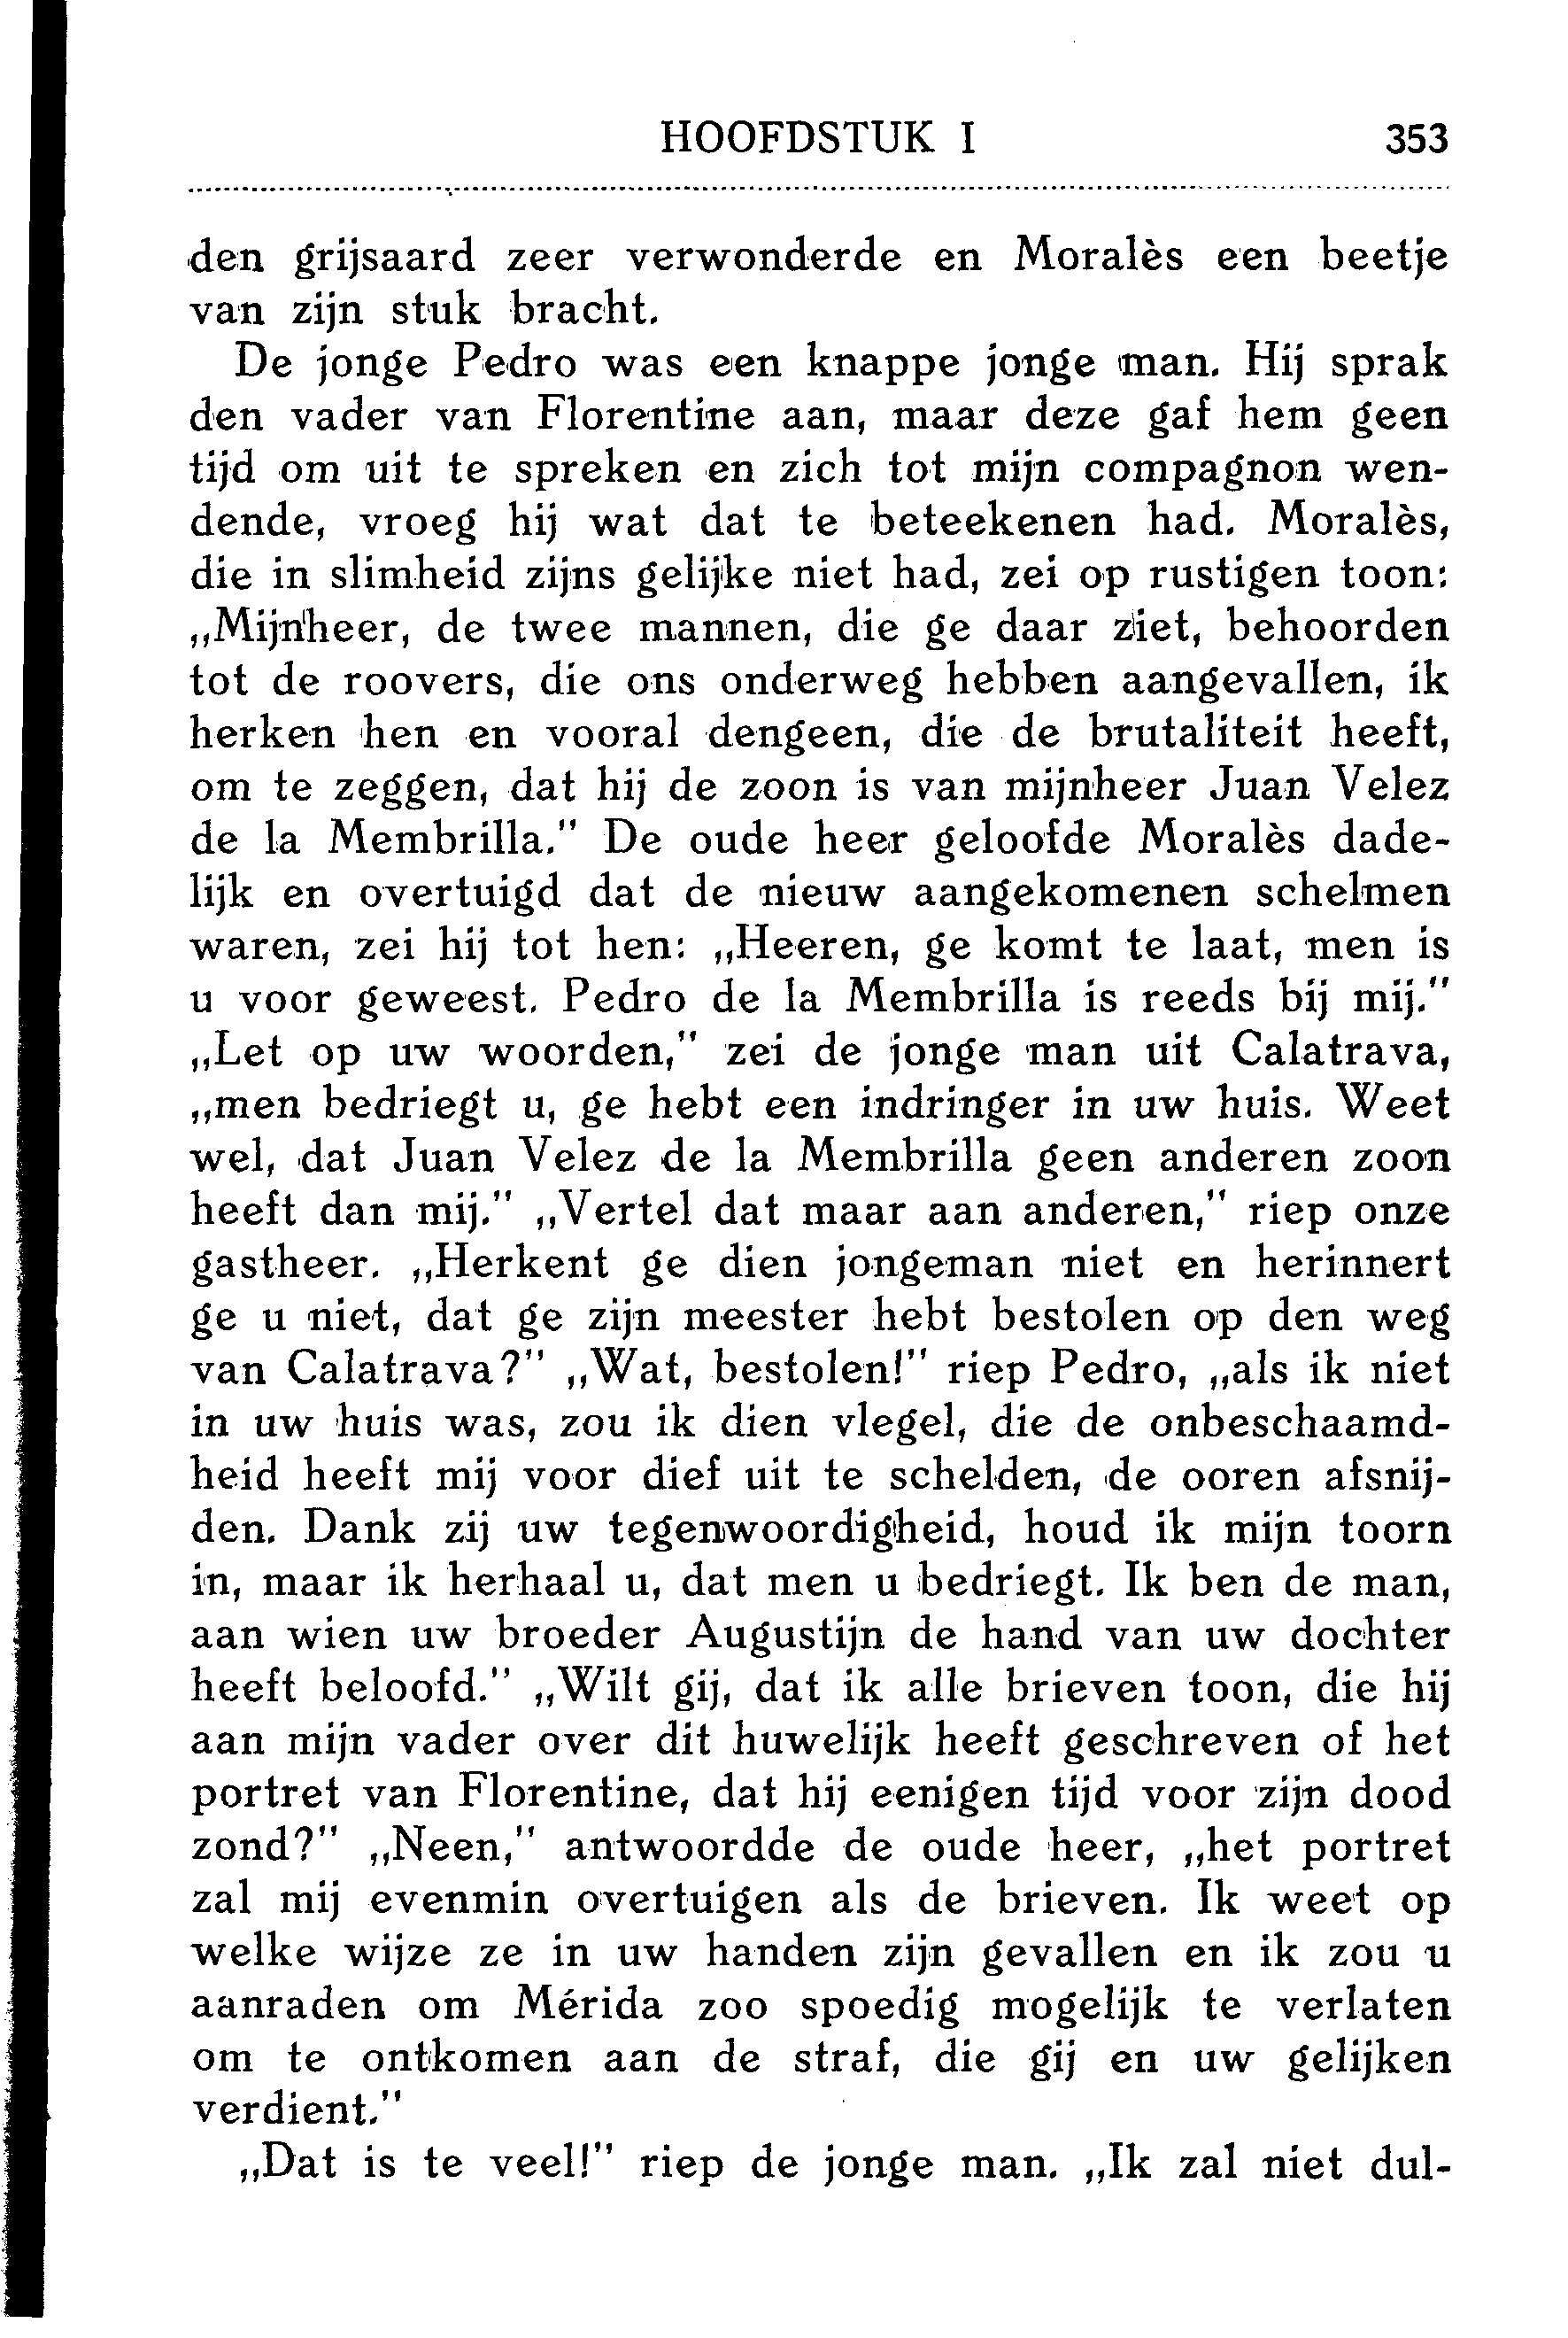 HOOFDSTUK I 353
den grijsaard zeer verwonderde en Moralès een beetje
van zijn stuk bracht.
De jonge Pedro was een knappe jonge man. Hij sprak
den vader van Florentine aan, maar deze gaf hem geen
tijd om uit te spreken en zich tot mijn compagnon wen-
dende, vroeg hij wat dat te beteekenen had. Moralès,
die in slimheid zijns gelijke niet had, zei op rustigen toon:
„Mijnheer, de twee mannen, die ge daar ziet, behoorden
tot de roovers, die ons onderweg hebben aangevallen, ik
herken hen en vooral dengeen, die de brutaliteit heeft,
om te zeggen, dat hij de zoon is van mijnheer Juan Velez
de la Membrilla.” De oude heer geloofde Moralès dade-
lijk en overtuigd dat de nieuw aangekomenen schelmen
waren, zei hij tot hen: „Heeren, ge komt te laat, men is
u voor geweest. Pedro de la Membrilla is reeds bij mij.”
„Let op uw woorden,” zei de jonge man uit Calatrava,
„men bedriegt u, ge hebt een indringer in uw huis. Weet
wel, dat Juan Velez de la Membrilla geen anderen zoon
heeft dan mij.” „Vertel dat maar aan anderen,” riep onze
gastheer. „Herkent ge dien jongeman niet en herinnert
ge u niet, dat ge zijn meester hebt bestolen op den weg
van Calatrava?” „Wat, bestolen!” riep Pedro, „als ik niet
in uw huis was, zou ik dien vlegel, die de onbeschaamd-
heid heeft mij voor dief uit te schelden, de ooren afsnij-
den. Dank zij uw tegenwoordigheid, houd ik mijn toorn
in, maar ik herhaal u, dat men u bedriegt. Ik ben de man,
aan wien uw broeder Augustijn de hand van uw dochter
heeft beloofd.” „Wilt gij, dat ik alle brieven toon, die hij
aan mijn vader over dit huwelijk heeft geschreven of het
portret van Florentine, dat hij eenigen tijd voor zijn dood
zond?” „Neen,” antwoordde de oude heer, „het portret
zal mij evenmin overtuigen als de brieven. Ik weet op
welke wijze ze in uw handen zijn gevallen en ik zou u
aanraden om Mérida zoo spoedig mogelijk te verlaten
om te ontkomen aan de straf, die gij en uw gelijken
verdient.”
„Dat is te veel!” riep de jonge man. „Ik zal niet dul-